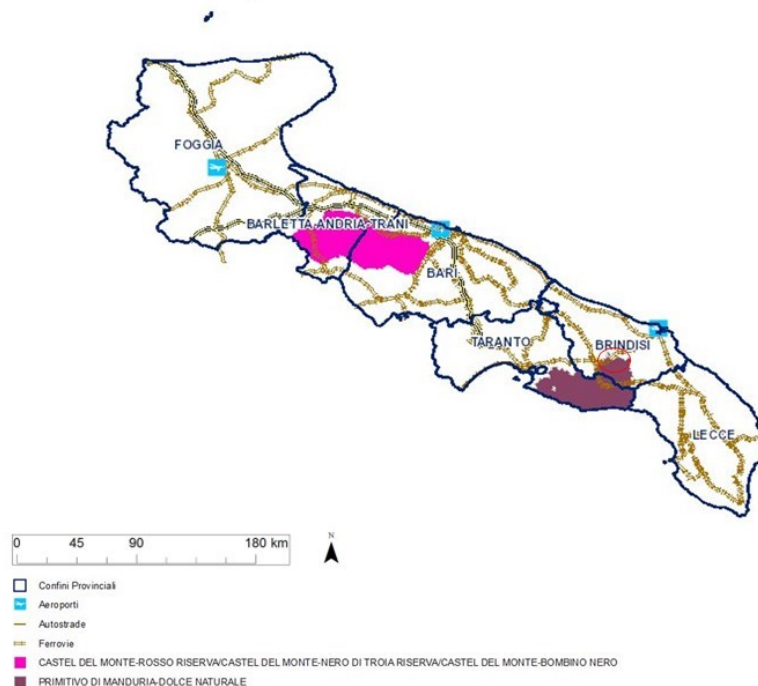 FOGGIA
BARLETTA ANDRIA TRANI
BARI
TARANTO
BRINDISI
LECCE
0 45 90 180 km
N
Confini Provinciali
Aeroporti
Autostrade
Ferrovie
CASTEL DEL MONTE-ROSSO RISERVA/CASTEL DEL MONTE-NERO DI TROIA RISERVA/CASTEL DEL MONTE-BOMBINO NERO
PRIMITIVO DI MANDURIA-DOLCE NATURALE